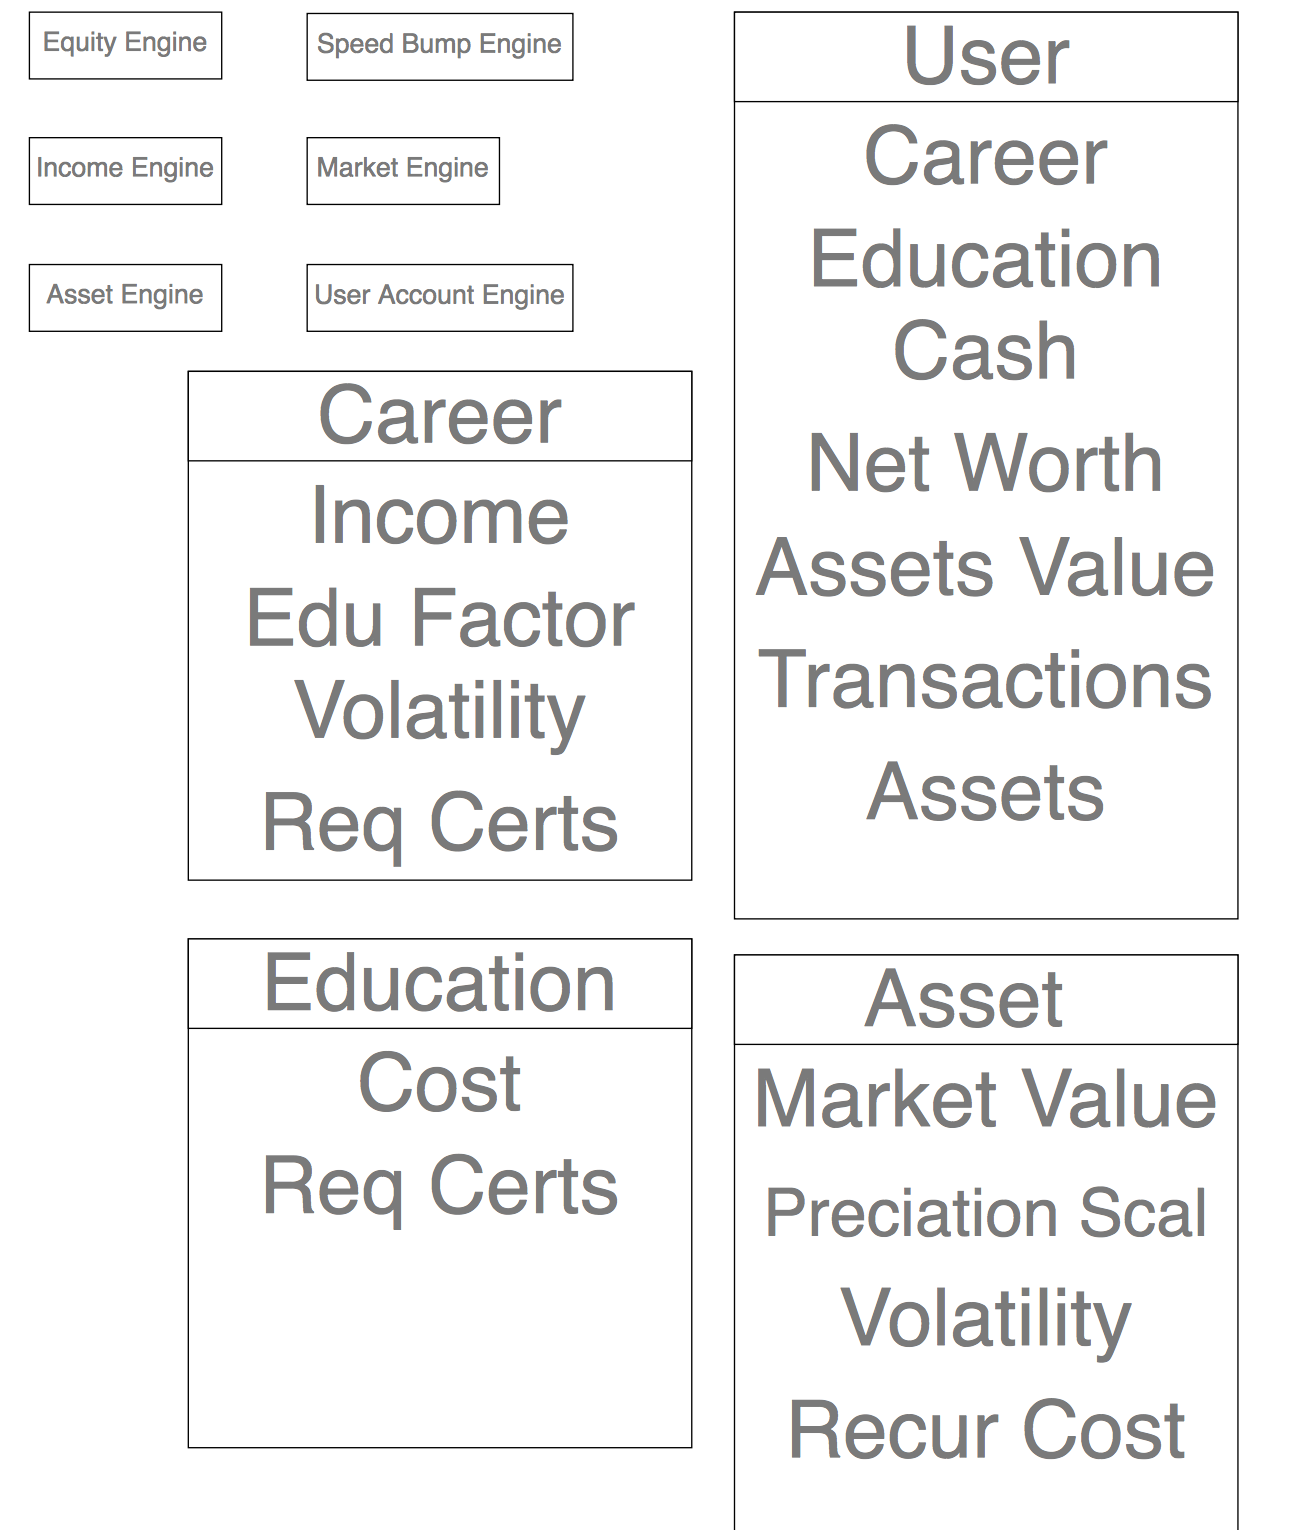 Equity Engine
Speed Bump Engine
Income Engine
Market Engine
Asset Engine
User Account Engine
Career
Income
Edu Factor
Volatility
Req Certs
Education
Cost
Req Certs
User
Career
Education
Cash
Net Worth
Assets Value
Transactions
Assets
Asset
Market Value
Preciation Scal
Volatility
Recur Cost